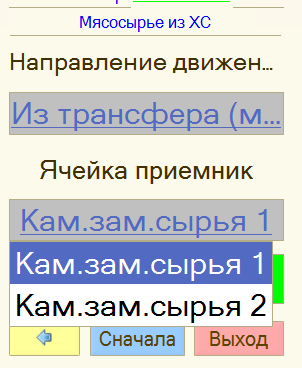 Мясосырье из ХС
Направление движен...
Из трансфера (м...
Ячейка приемник
Кам.зам.сырья 1
Кам.зам.сырья 1
Кам.зам.сырья 2
Сначала
Выход